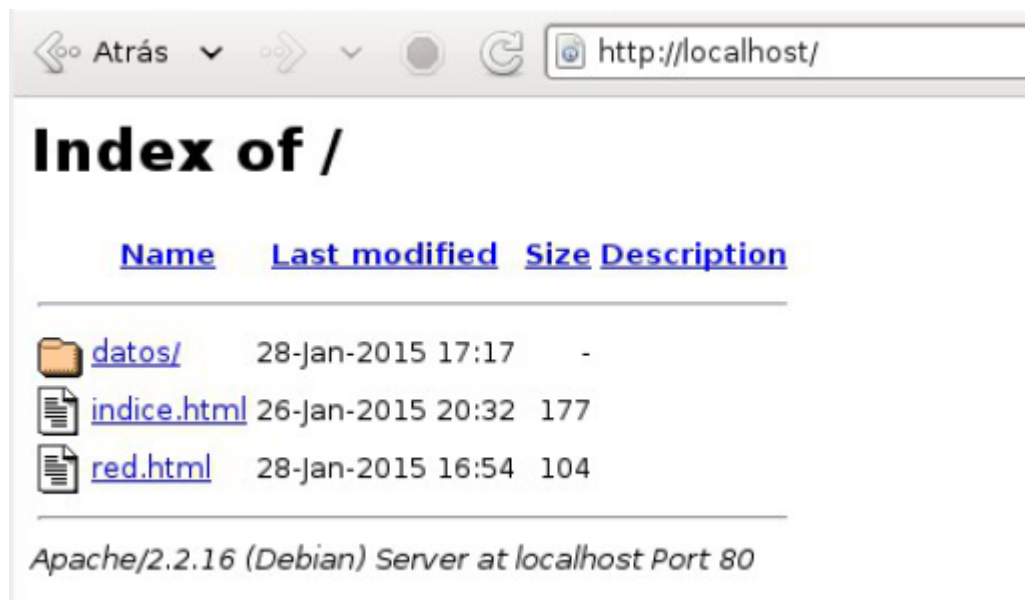 Atrás http://localhost/
Index of /
Name Last modified Size Description
datos/ 28-Jan-2015 17:17 -
indice.html 26-Jan-2015 20:32 177
red.html 28-Jan-2015 16:54 104
Apache/2.2.16 (Debian) Server at localhost Port 80